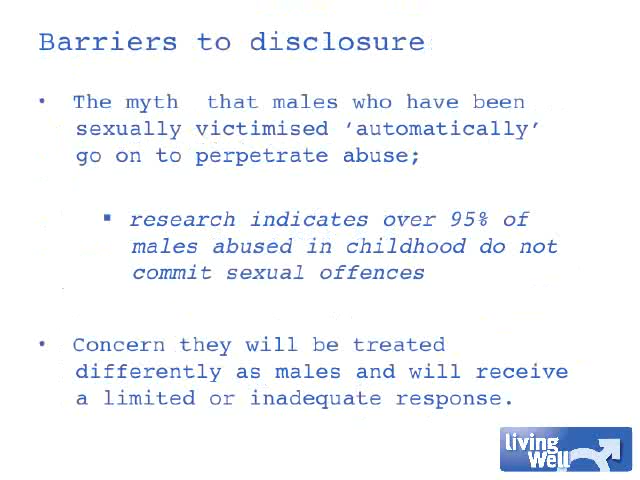 Barriers to disclosure
• The myth that males who have been
sexually victimised ‘automatically’
go on to perpetrate abuse;
▪ research indicates over 95% of
males abused in childhood do not
commit sexual offences
• Concern they will be treated
differently as males and will receive
a limited or inadequate response.
living
Well